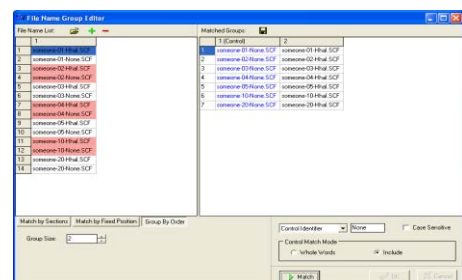 File Name Group Editor
File Name List:
Matched Groups:
1
1 (Control) 2
1 someone-01-Hhal.SCF
2 someone-01-None.SCF
3 someone-02-Hhal.SCF
4 someone-02-None.SCF
5 someone-03-Hhal.SCF
6 someone-03-None.SCF
7 someone-04-Hhal.SCF
8 someone-04-None.SCF
9 someone-05-Hhal.SCF
10 someone-05-None.SCF
11 someone-10-Hhal.SCF
12 someone-10-None.SCF
13 someone-20-Hhal.SCF
14 someone-20-None.SCF
1 someone-01-None.SCF someone-01-Hhal.SCF
2 someone-02-None.SCF someone-02-Hhal.SCF
3 someone-03-None.SCF someone-03-Hhal.SCF
4 someone-04-None.SCF someone-04-Hhal.SCF
5 someone-05-None.SCF someone-05-Hhal.SCF
6 someone-10-None.SCF someone-10-Hhal.SCF
7 someone-20-None.SCF someone-20-Hhal.SCF
Match by Sections Match by Fixed Position Group By Order
Group Size: 2
Control Identifier None Case Sensitive
Control Match Mode
Whole Words Include
Match OK Cancel